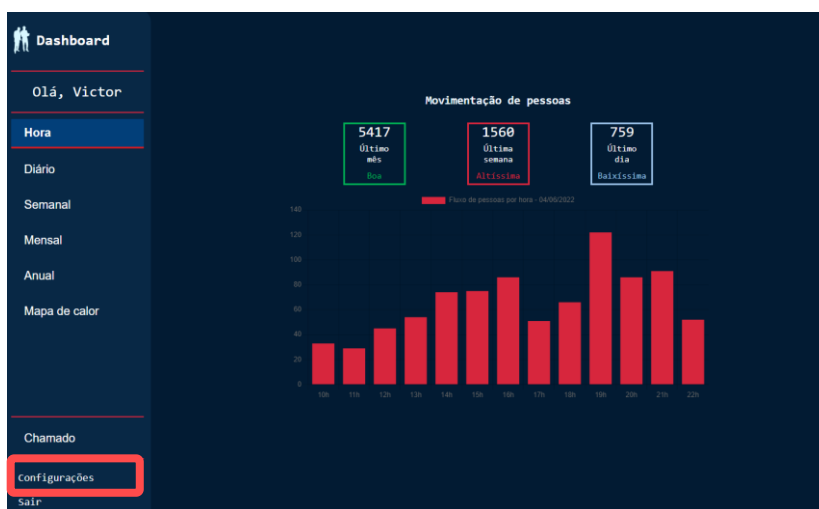 Dashboard
Olá, Victor
Hora
Diário
Semanal
Mensal
Anual
Mapa de calor
Chamado
Configurações
Sair
Movimentação de pessoas
5417
Último
mês
Boa
1560
Última
semana
Altíssima
759
Último
dia
Baixíssima
Fluxo de pessoas por hora - 04/06/2022
140
120
100
80
60
40
20
0
10h 11h 12h 13h 14h 15h 16h 17h 18h 19h 20h 21h 22h